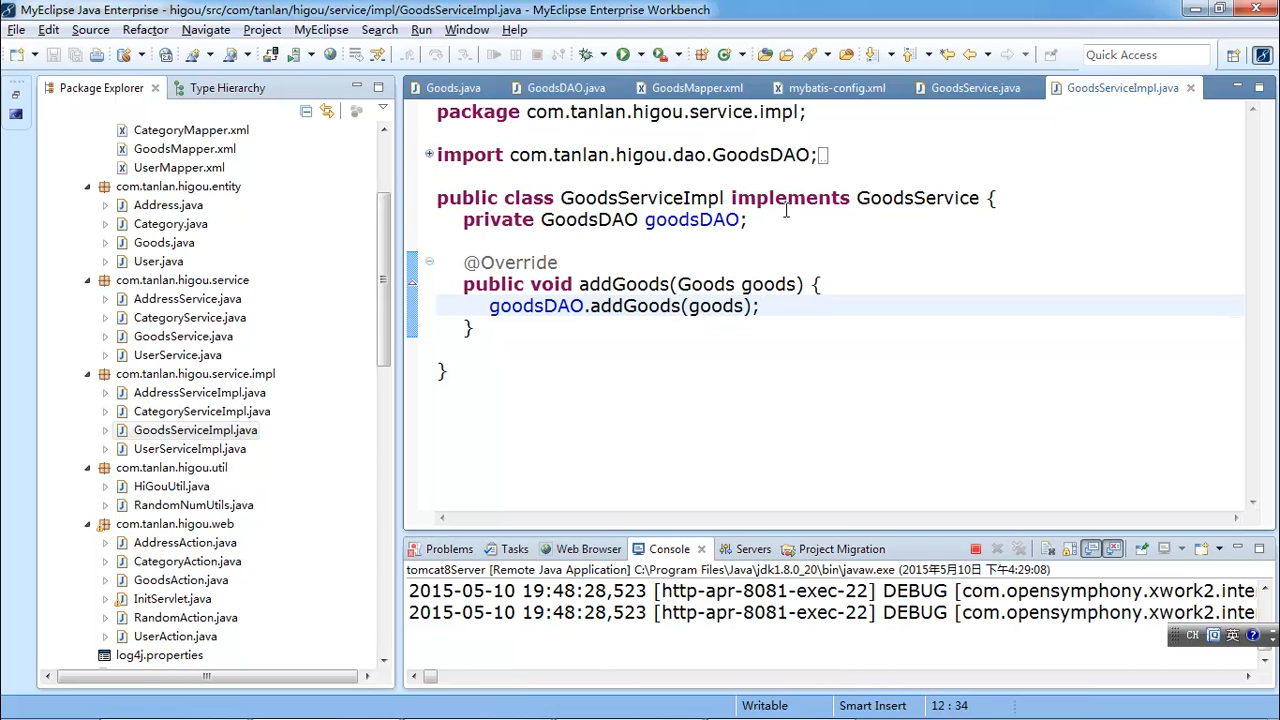 MyEclipse Java Enterprise - higou/src/com/tanlan/higou/service/impl/GoodsServiceImpl.java - MyEclipse Enterprise Workbench
File Edit Source Refactor Navigate Project MyEclipse Search Run Window Help
Quick Access
Package Explorer Type Hierarchy
CategoryMapper.xml
GoodsMapper.xml
UserMapper.xml
com.tanlan.higou.entity
Address.java
Category.java
Goods.java
User.java
com.tanlan.higou.service
AddressService.java
CategoryService.java
GoodsService.java
UserService.java
com.tanlan.higou.service.impl
AddressServiceImpl.java
CategoryServiceImpl.java
GoodsServiceImpl.java
UserServiceImpl.java
com.tanlan.higou.util
HiGouUtil.java
RandomNumUtils.java
com.tanlan.higou.web
AddressAction.java
CategoryAction.java
GoodsAction.java
InitServlet.java
RandomAction.java
UserAction.java
log4j.properties
Goods.java GoodsDAO.java GoodsMapper.xml mybatis-config.xml GoodsService.java GoodsServiceImpl.java
package com.tanlan.higou.service.impl;
import com.tanlan.higou.dao.GoodsDAO;
public class GoodsServiceImpl implements GoodsService {
private GoodsDAO goodsDAO;
@Override
public void addGoods(Goods goods) {
goodsDAO.addGoods(goods);
}
}
Problems Tasks Web Browser Console Servers Project Migration
tomcat8Server [Remote Java Application] C:\Program Files\Java\jdk1.8.0_20\bin\javaw.exe (2015年5月10日 下午4:29:08)
2015-05-10 19:48:28,523 [http-apr-8081-exec-22] DEBUG [com.opensymphony.xwork2.inte
2015-05-10 19:48:28,523 [http-apr-8081-exec-22] DEBUG [com.opensymphony.xwork2.inte
CH 英
Writable Smart Insert 12 : 34